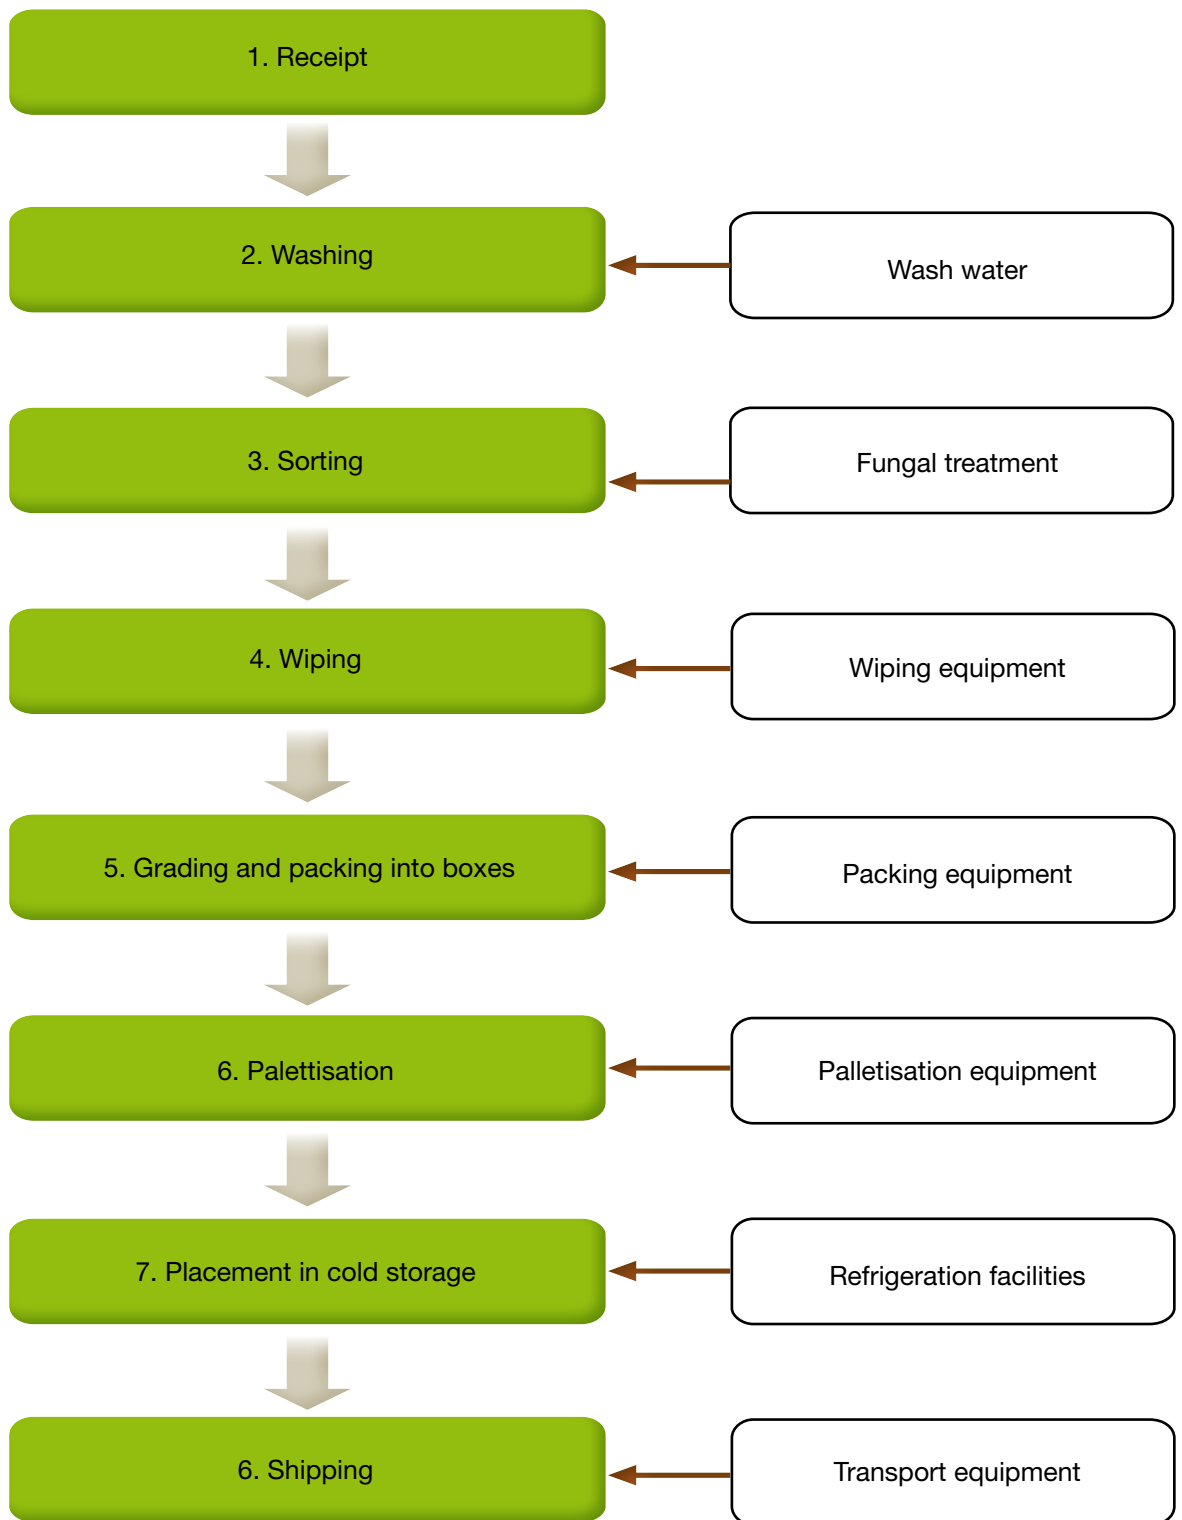 1. Receipt
2. Washing
Wash water
3. Sorting
Fungal treatment
4. Wiping
Wiping equipment
5. Grading and packing into boxes
Packing equipment
6. Palettisation
Palletisation equipment
7. Placement in cold storage
Refrigeration facilities
6. Shipping
Transport equipment